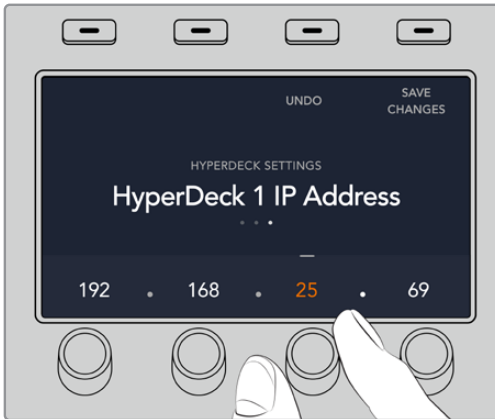 UNDO
SAVE
CHANGES
HYPERDECK SETTINGS
HyperDeck 1 IP Address
192 . 168 . 25 . 69